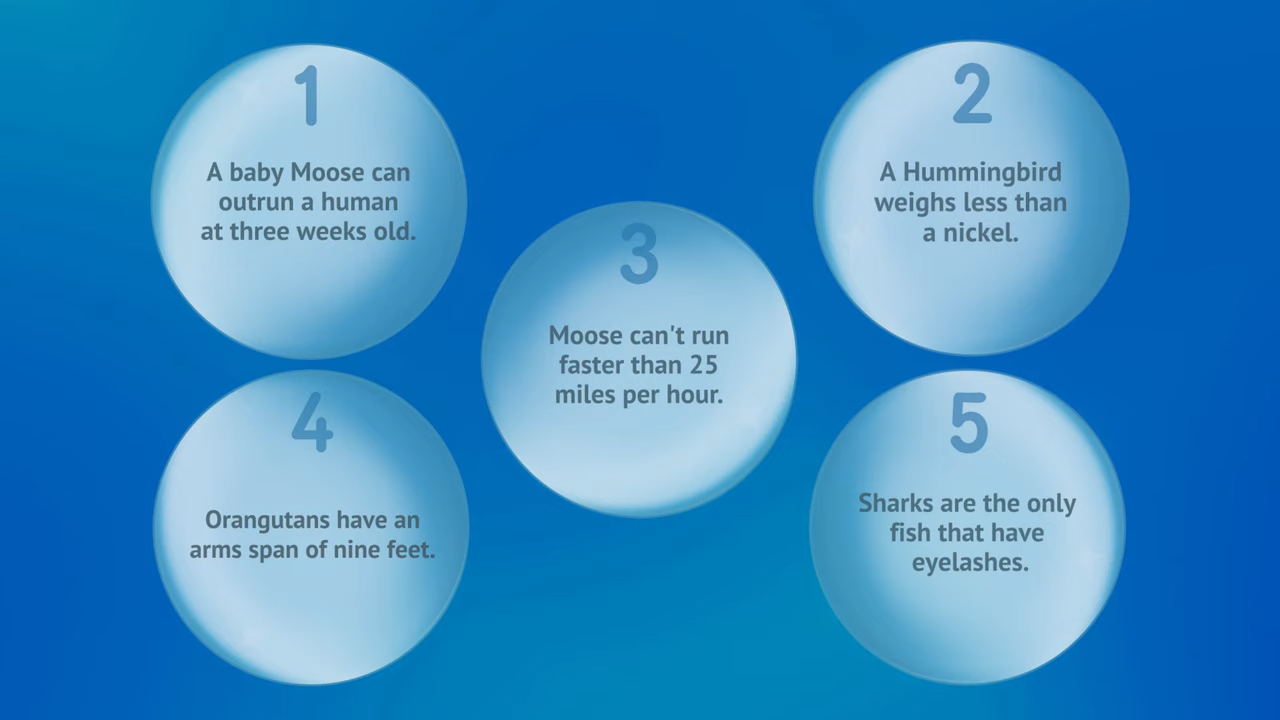 1
A baby Moose can
outrun a human
at three weeks old.
2
A Hummingbird
weighs less than
a nickel.
3
Moose can't run
faster than 25
miles per hour.
4
Orangutans have an
arms span of nine feet.
5
Sharks are the only
fish that have
eyelashes.